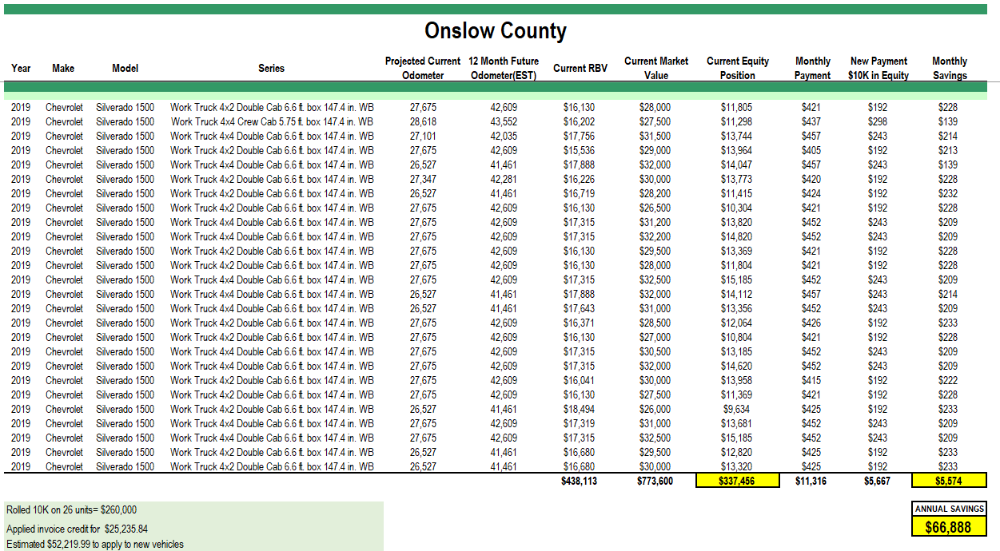 Onslow County
Year Make Model Series Projected Current Odometer 12 Month Future Odometer(EST) Current RBV Current Market Value Current Equity Position Monthly Payment New Payment $10K in Equity Monthly Savings
2019 Chevrolet Silverado 1500 Work Truck 4x2 Double Cab 6.6 ft. box 147.4 in. WB 27,675 42,609 $16,130 $28,000 $11,805 $421 $192 $228
2019 Chevrolet Silverado 1500 Work Truck 4x4 Crew Cab 5.75 ft. box 147.4 in. WB 28,618 43,552 $16,202 $27,500 $11,298 $437 $298 $139
2019 Chevrolet Silverado 1500 Work Truck 4x4 Double Cab 6.6 ft. box 147.4 in. WB 27,101 42,035 $17,756 $31,500 $13,744 $457 $243 $214
2019 Chevrolet Silverado 1500 Work Truck 4x2 Double Cab 6.6 ft. box 147.4 in. WB 27,675 42,609 $15,536 $29,000 $13,964 $405 $192 $213
2019 Chevrolet Silverado 1500 Work Truck 4x4 Double Cab 6.6 ft. box 147.4 in. WB 26,527 41,461 $17,888 $32,000 $14,047 $457 $243 $139
2019 Chevrolet Silverado 1500 Work Truck 4x2 Double Cab 6.6 ft. box 147.4 in. WB 27,347 42,281 $16,226 $30,000 $13,773 $420 $192 $228
2019 Chevrolet Silverado 1500 Work Truck 4x2 Double Cab 6.6 ft. box 147.4 in. WB 26,527 41,461 $16,719 $28,200 $11,415 $424 $192 $232
2019 Chevrolet Silverado 1500 Work Truck 4x2 Double Cab 6.6 ft. box 147.4 in. WB 27,675 42,609 $16,130 $26,500 $10,304 $421 $192 $228
2019 Chevrolet Silverado 1500 Work Truck 4x4 Double Cab 6.6 ft. box 147.4 in. WB 27,675 42,609 $17,315 $31,200 $13,820 $452 $243 $209
2019 Chevrolet Silverado 1500 Work Truck 4x4 Double Cab 6.6 ft. box 147.4 in. WB 27,675 42,609 $17,315 $32,200 $14,820 $452 $243 $209
2019 Chevrolet Silverado 1500 Work Truck 4x2 Double Cab 6.6 ft. box 147.4 in. WB 27,675 42,609 $16,130 $29,500 $13,369 $421 $192 $228
2019 Chevrolet Silverado 1500 Work Truck 4x2 Double Cab 6.6 ft. box 147.4 in. WB 27,675 42,609 $16,130 $28,000 $11,804 $421 $192 $228
2019 Chevrolet Silverado 1500 Work Truck 4x4 Double Cab 6.6 ft. box 147.4 in. WB 27,675 42,609 $17,315 $32,500 $15,185 $452 $243 $209
2019 Chevrolet Silverado 1500 Work Truck 4x4 Double Cab 6.6 ft. box 147.4 in. WB 26,527 41,461 $17,888 $32,000 $14,112 $457 $243 $214
2019 Chevrolet Silverado 1500 Work Truck 4x4 Double Cab 6.6 ft. box 147.4 in. WB 26,527 41,461 $17,643 $31,000 $13,356 $452 $243 $209
2019 Chevrolet Silverado 1500 Work Truck 4x2 Double Cab 6.6 ft. box 147.4 in. WB 27,675 42,609 $16,371 $28,500 $12,064 $426 $192 $233
2019 Chevrolet Silverado 1500 Work Truck 4x2 Double Cab 6.6 ft. box 147.4 in. WB 27,675 42,609 $16,130 $27,000 $10,804 $421 $192 $228
2019 Chevrolet Silverado 1500 Work Truck 4x4 Double Cab 6.6 ft. box 147.4 in. WB 27,675 42,609 $17,315 $30,500 $13,185 $452 $243 $209
2019 Chevrolet Silverado 1500 Work Truck 4x4 Double Cab 6.6 ft. box 147.4 in. WB 27,675 42,609 $17,315 $32,000 $14,620 $452 $243 $209
2019 Chevrolet Silverado 1500 Work Truck 4x2 Double Cab 6.6 ft. box 147.4 in. WB 27,675 42,609 $16,041 $30,000 $13,958 $415 $192 $222
2019 Chevrolet Silverado 1500 Work Truck 4x2 Double Cab 6.6 ft. box 147.4 in. WB 27,675 42,609 $16,130 $27,500 $11,369 $421 $192 $228
2019 Chevrolet Silverado 1500 Work Truck 4x2 Double Cab 6.6 ft. box 147.4 in. WB 26,527 41,461 $18,494 $26,000 $9,634 $425 $192 $233
2019 Chevrolet Silverado 1500 Work Truck 4x4 Double Cab 6.6 ft. box 147.4 in. WB 27,675 42,609 $17,319 $31,000 $13,681 $452 $243 $209
2019 Chevrolet Silverado 1500 Work Truck 4x4 Double Cab 6.6 ft. box 147.4 in. WB 27,675 42,609 $17,315 $32,500 $15,185 $452 $243 $209
2019 Chevrolet Silverado 1500 Work Truck 4x2 Double Cab 6.6 ft. box 147.4 in. WB 26,527 41,461 $16,680 $29,500 $12,820 $425 $192 $233
2019 Chevrolet Silverado 1500 Work Truck 4x2 Double Cab 6.6 ft. box 147.4 in. WB 26,527 41,461 $16,680 $30,000 $13,320 $425 $192 $233
$438,113 $773,600 $337,456 $11,316 $5,667 $5,574
Rolled 10K on 26 units= $260,000
ANNUAL SAVINGS
Applied invoice credit for $25,235.84
$66,888
Estimated $52,219.99 to apply to new vehicles